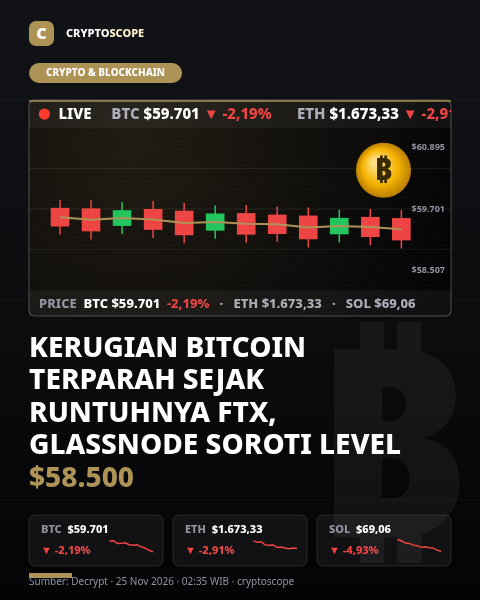 C CRYPTOSCOPE
CRYPTO & BLOCKCHAIN
LIVE BTC $59.701 ▼ -2,19% ETH $1.673,33 ▼ -2,9
$60.895
$59.701
$58.507
PRICE BTC $59.701 -2,19% · ETH $1.673,33 · SOL $69,06
KERUGIAN BITCOIN
TERPARAH SEJAK
RUNTUHNYA FTX,
GLASSNODE SOROTI LEVEL
$58.500
BTC $59.701
▼ -2,19%
ETH $1.673,33
▼ -2,91%
SOL $69,06
▼ -4,93%
Sumber: Decrypt · 25 Nov 2026 · 02:35 WIB · cryptoscope